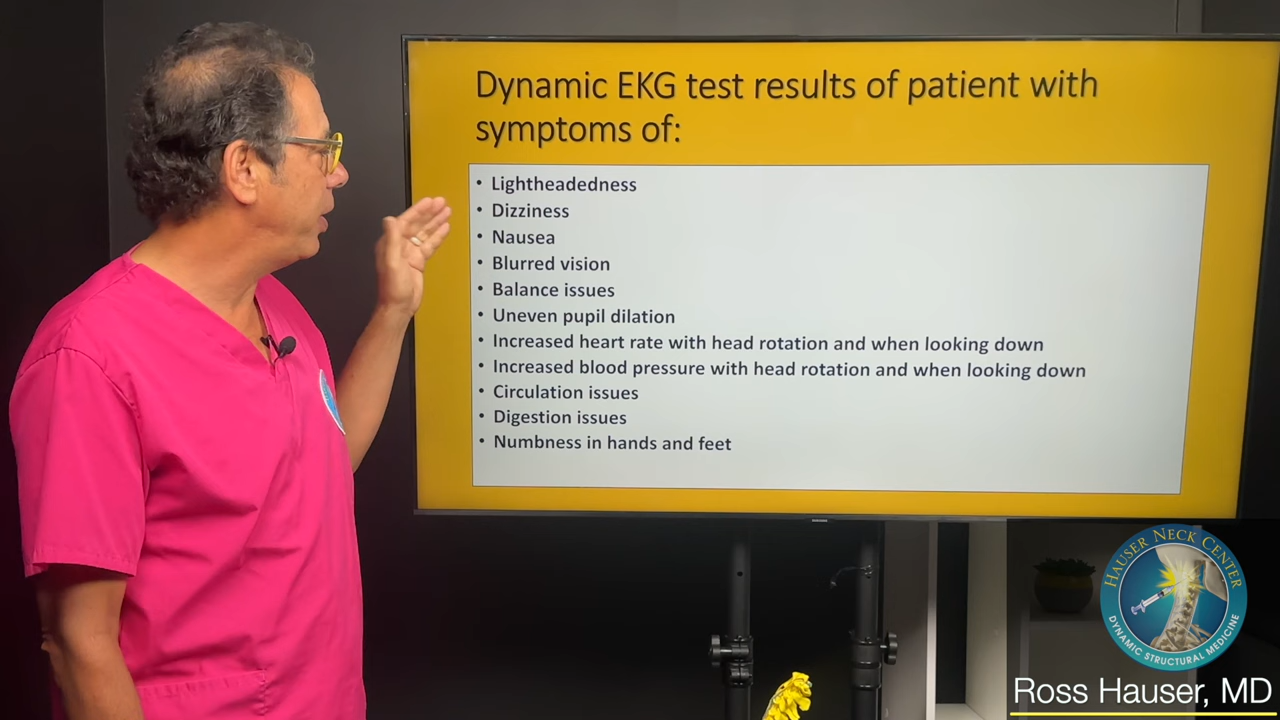 Dynamic EKG test results of patient with
symptoms of:
• Lightheadedness
• Dizziness
• Nausea
• Blurred vision
• Balance issues
• Uneven pupil dilation
• Increased heart rate with head rotation and when looking down
• Increased blood pressure with head rotation and when looking down
• Circulation issues
• Digestion issues
• Numbness in hands and feet
SAMSUNG
HAUSER NECK CENTER
DYNAMIC STRUCTURAL MEDICINE
Ross Hauser, MD